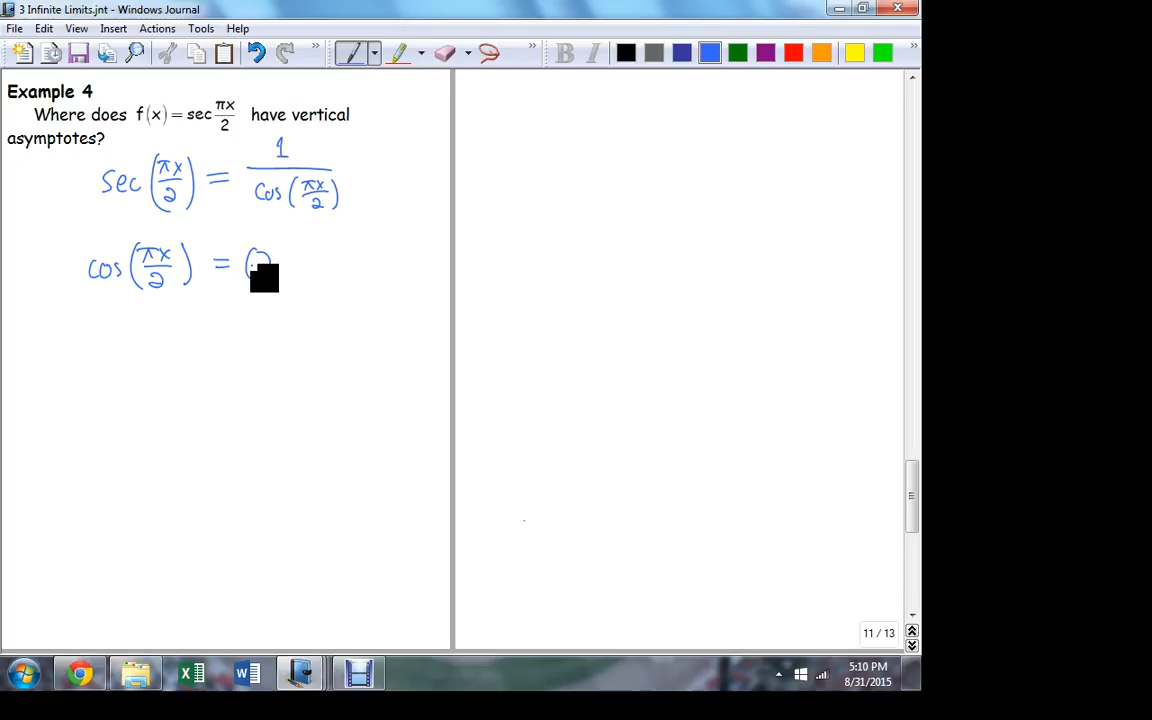 3 Infinite Limits.jnt - Windows Journal
File Edit View Insert Actions Tools Help
B I
Example 4
Where does f(x) = sec πx/2 have vertical
asymptotes?
sec(πx/2) = 1/cos(πx/2)
cos(πx/2) =
11 / 13
5:10 PM
8/31/2015